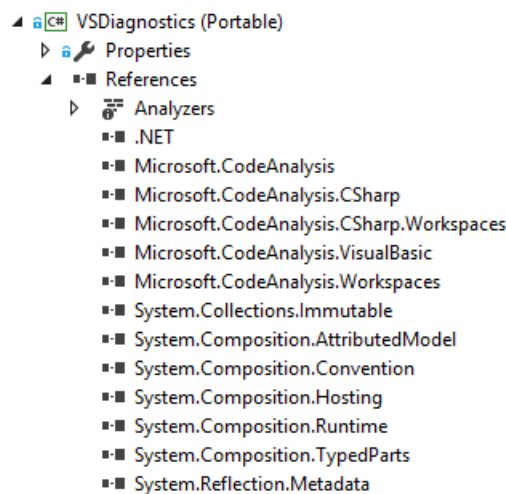 C# VSDiagnostics (Portable)
Properties
References
Analyzers
.NET
Microsoft.CodeAnalysis
Microsoft.CodeAnalysis.CSharp
Microsoft.CodeAnalysis.CSharp.Workspaces
Microsoft.CodeAnalysis.VisualBasic
Microsoft.CodeAnalysis.Workspaces
System.Collections.Immutable
System.Composition.AttributedModel
System.Composition.Convention
System.Composition.Hosting
System.Composition.Runtime
System.Composition.TypedParts
System.Reflection.Metadata